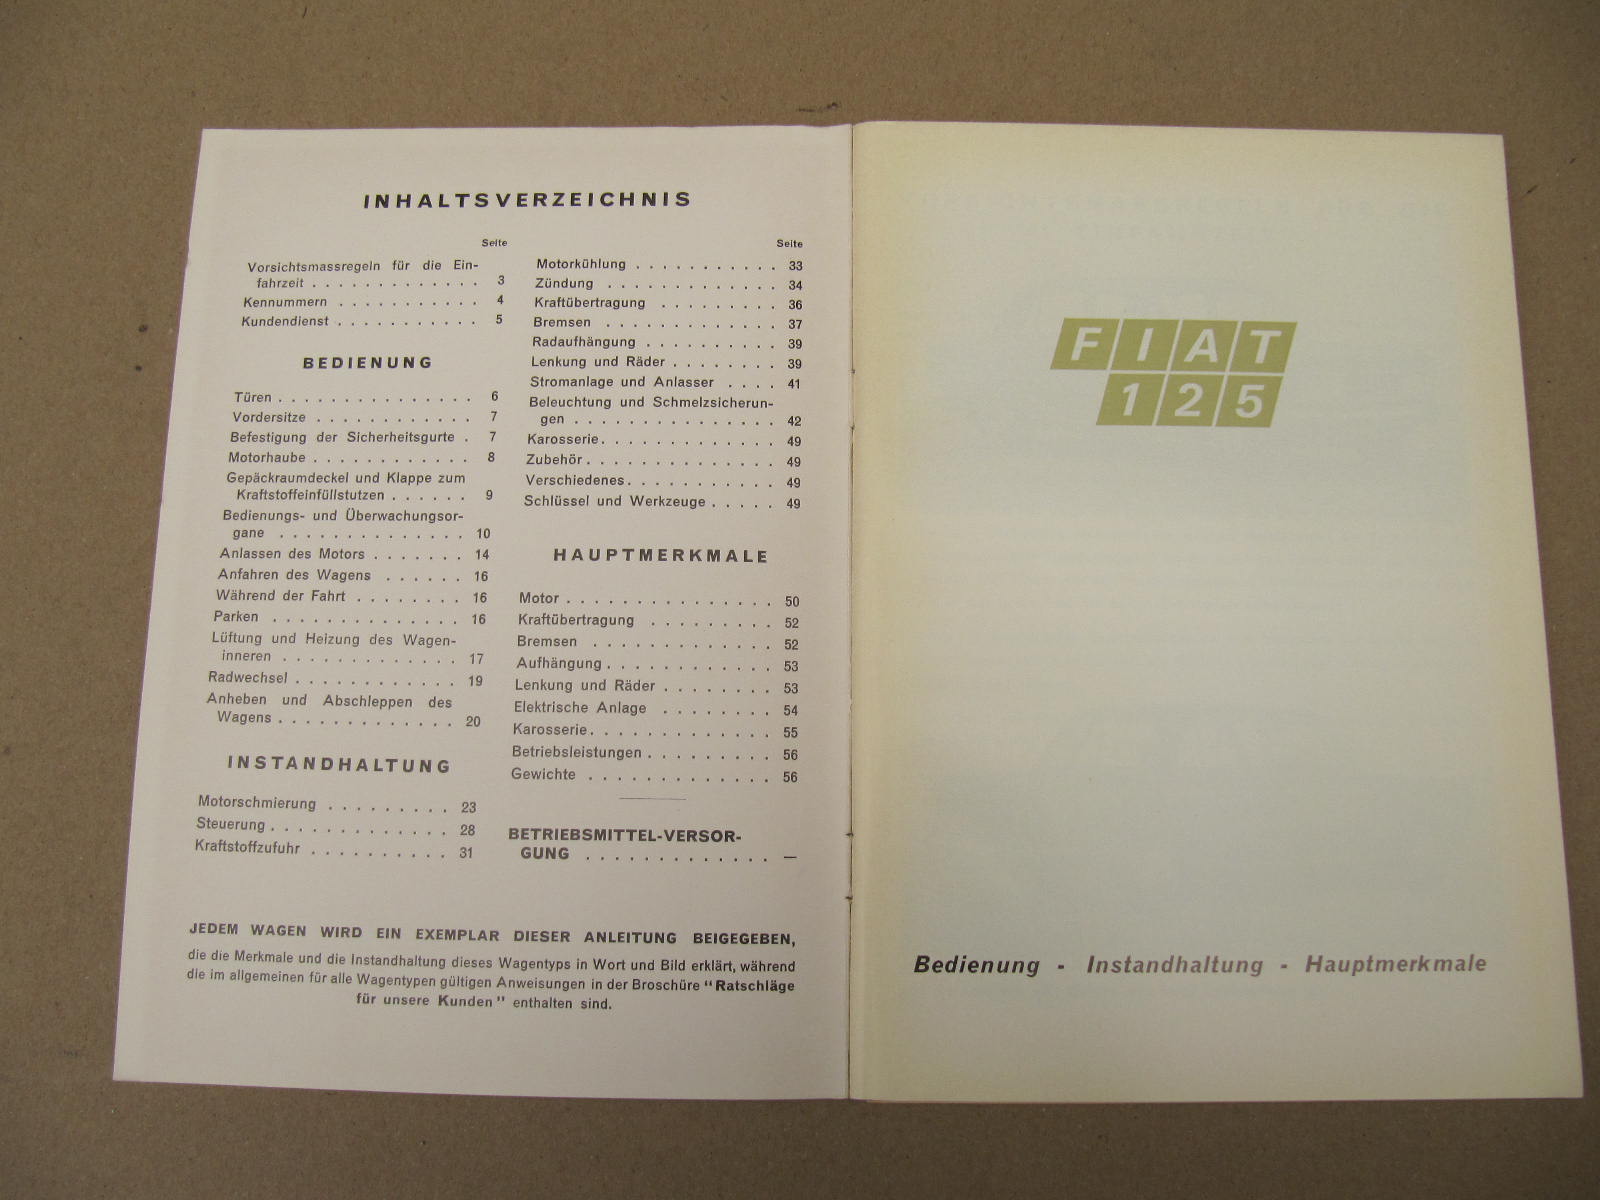 INHALTSVERZEICHNIS
Seite
Vorsichtsmassregeln für die Ein-
fahrzeit . . . . . . . . . . . . . 3
Kennummern . . . . . . . . . . . 4
Kundendienst . . . . . . . . . . . 5
BEDIENUNG
Türen . . . . . . . . . . . . . . . 6
Vordersitze . . . . . . . . . . . . 7
Befestigung der Sicherheitsgurte . 7
Motorhaube . . . . . . . . . . . . 8
Gepäckraumdeckel und Klappe zum
Kraftstoffeinfüllstutzen . . . . . . 9
Bedienungs- und Überwachungsor-
gane . . . . . . . . . . . . . . 10
Anlassen des Motors . . . . . . . 14
Anfahren des Wagens . . . . . . 16
Während der Fahrt . . . . . . . . 16
Parken . . . . . . . . . . . . . . 16
Lüftung und Heizung des Wagen-
inneren . . . . . . . . . . . . . 17
Radwechsel . . . . . . . . . . . . 19
Anheben und Abschleppen des
Wagens . . . . . . . . . . . . . 20
INSTANDHALTUNG
Motorschmierung . . . . . . . . . 23
Steuerung . . . . . . . . . . . . . 28
Kraftstoffzufuhr . . . . . . . . . . 31
Seite
Motorkühlung . . . . . . . . . . . 33
Zündung . . . . . . . . . . . . . 34
Kraftübertragung . . . . . . . . . 36
Bremsen . . . . . . . . . . . . . 37
Radaufhängung . . . . . . . . . . 39
Lenkung und Räder . . . . . . . . 39
Stromanlage und Anlasser . . . . 41
Beleuchtung und Schmelzsicherun-
gen . . . . . . . . . . . . . . . 42
Karosserie . . . . . . . . . . . . . 49
Zubehör . . . . . . . . . . . . . . 49
Verschiedenes . . . . . . . . . . . 49
Schlüssel und Werkzeuge . . . . . 49
HAUPTMERKMALE
Motor . . . . . . . . . . . . . . . 50
Kraftübertragung . . . . . . . . . 52
Bremsen . . . . . . . . . . . . . 52
Aufhängung . . . . . . . . . . . . 53
Lenkung und Räder . . . . . . . . 53
Elektrische Anlage . . . . . . . . 54
Karosserie . . . . . . . . . . . . . 55
Betriebsleistungen . . . . . . . . . 56
Gewichte . . . . . . . . . . . . . 56
BETRIEBSMITTEL-VERSOR-
GUNG . . . . . . . . . . . . . . —
JEDEM WAGEN WIRD EIN EXEMPLAR DIESER ANLEITUNG BEIGEGEBEN,
die die Merkmale und die Instandhaltung dieses Wagentyps in Wort und Bild erklärt, während
die im allgemeinen für alle Wagentypen gültigen Anweisungen in der Broschüre "Ratschläge
für unsere Kunden" enthalten sind.
FIAT
125
Bedienung - Instandhaltung - Hauptmerkmale